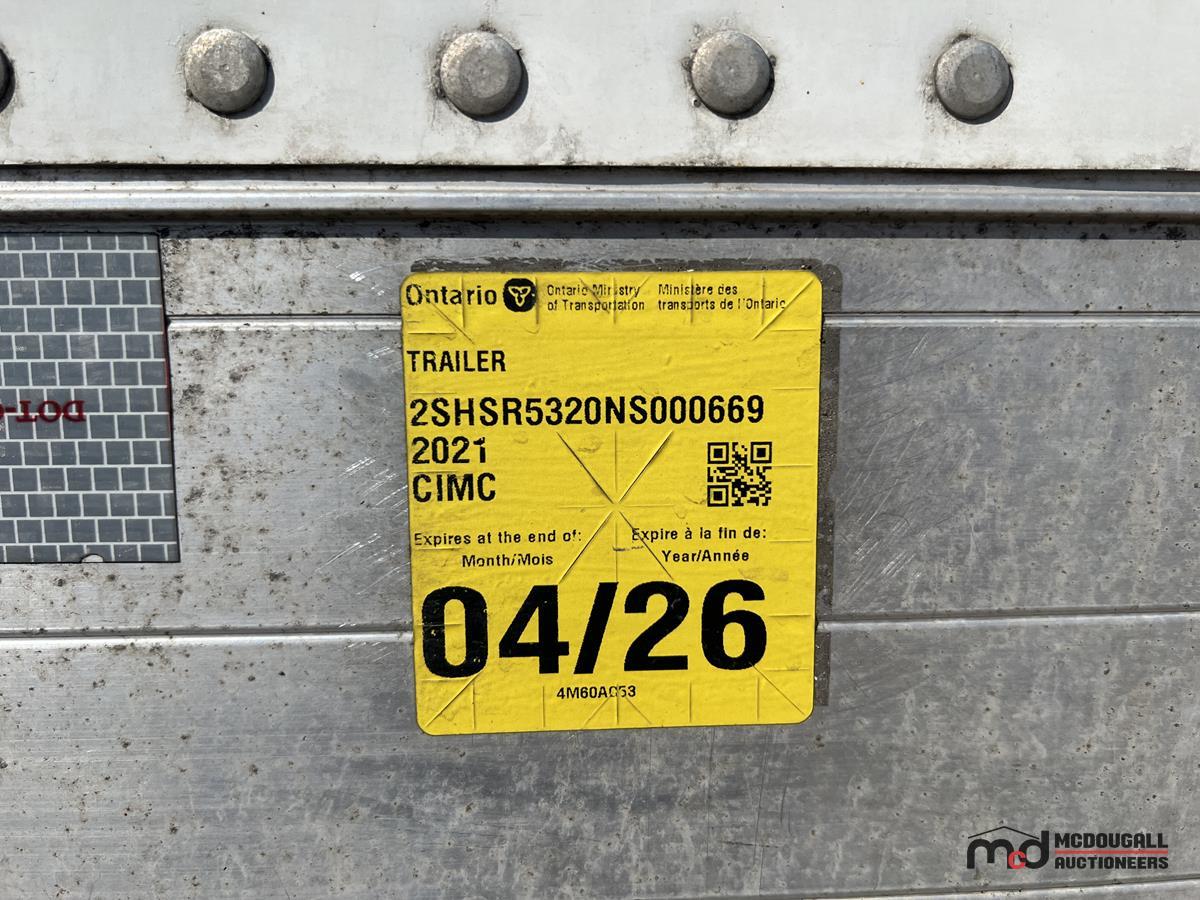 Ontario
Ontario Ministry of Transportation
Ministère des transports de l'Ontario
TRAILER
2SHSR5320NS000669
2021
CIMC
Expires at the end of:
Expire à la fin de:
Month/Mois
Year/Année
04/26
DOT-
MCDOUGALL
AUCTIONEERS
mcd